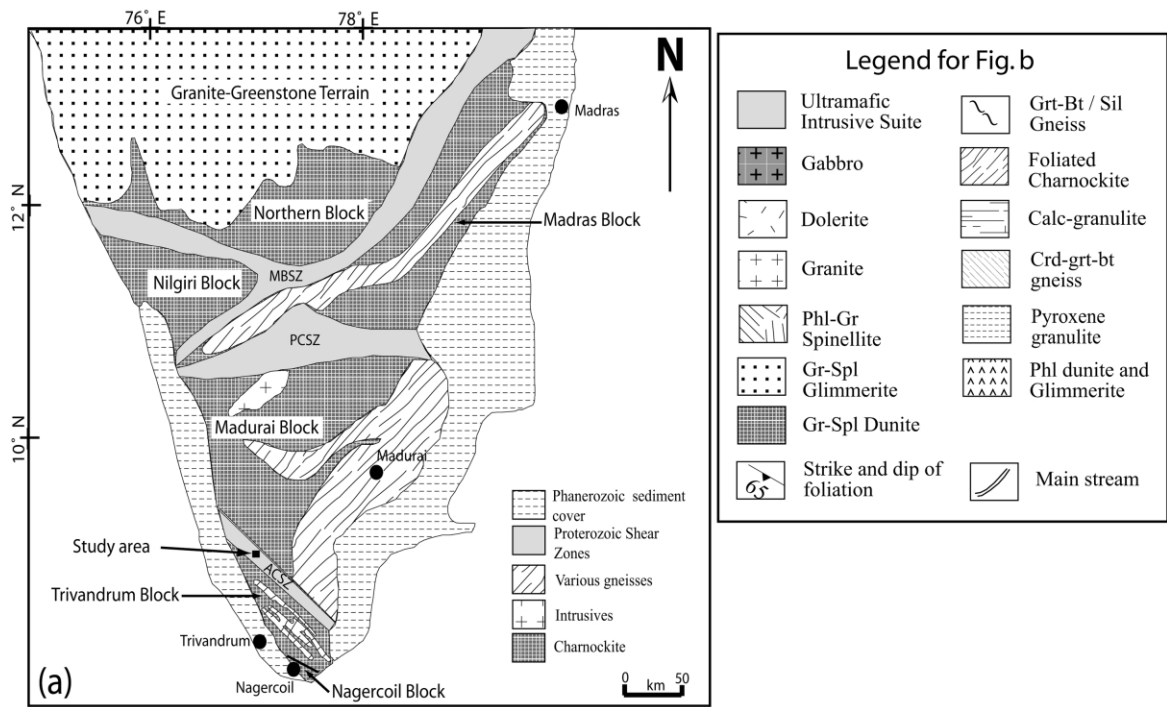 76° E
78° E
N
Granite-Greenstone Terrain
Madras
12° N
Northern Block
Madras Block
Nilgiri Block
MBSZ
PCSZ
10° N
Madurai Block
Madurai
Study area
ACSZ
Trivandrum Block
Trivandrum
Nagercoil
Nagercoil Block
(a)
Phanerozoic sediment
cover
Proterozoic Shear
Zones
Various gneisses
Intrusives
Charnockite
0 50
km
Legend for Fig. b
Ultramafic
Intrusive Suite
Gabbro
Dolerite
Granite
Phl-Gr
Spinellite
Gr-Spl
Glimmerite
Gr-Spl Dunite
65
Strike and dip of
foliation
Grt-Bt / Sil
Gneiss
Foliated
Charnockite
Calc-granulite
Crd-grt-bt
gneiss
Pyroxene
granulite
Phl dunite and
Glimmerite
Main stream